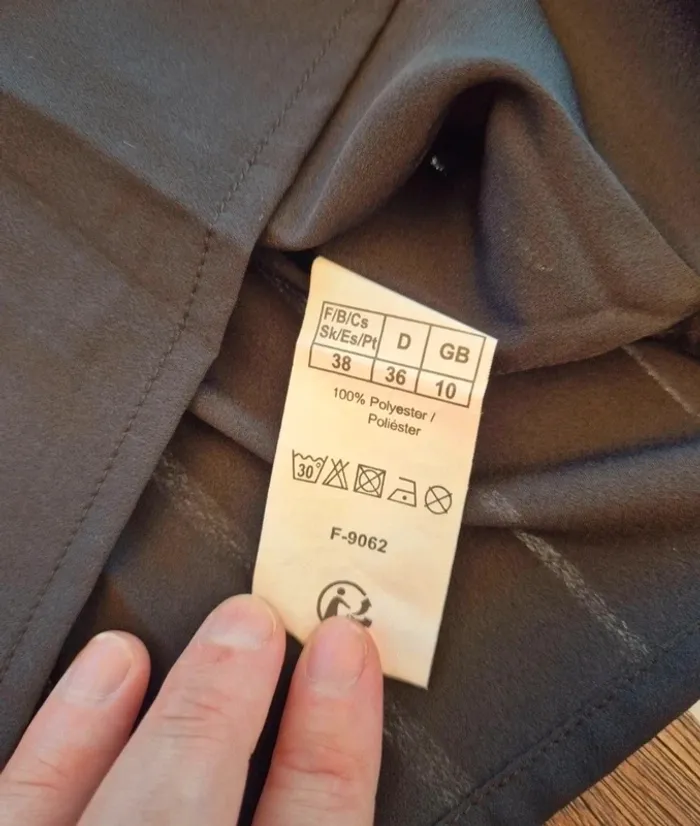 F/B/Cs
Sk/Es/Pt D GB
38 36 10
100% Polyester /
Poliéster
30°
F-9062